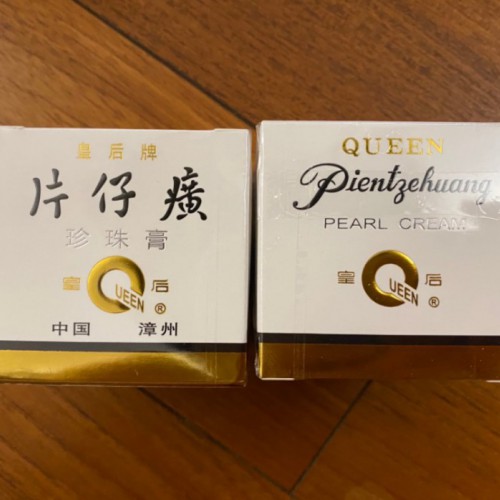 皇后牌
片仔癀
珍珠膏
皇 QUEEN 后 ®
中国 漳州
QUEEN
Pientzehuang
PEARL CREAM
皇 QUEEN 后 ®